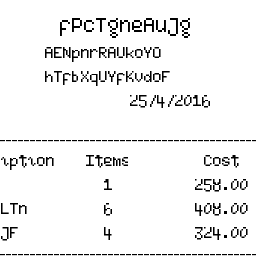 fPcTgneAuJg
AENpnrRAUkoYO
hTfbXqUYfKvdoF
25/4/2016
iption Items Cost
1 258.00
LTn 6 408.00
JF 4 324.00